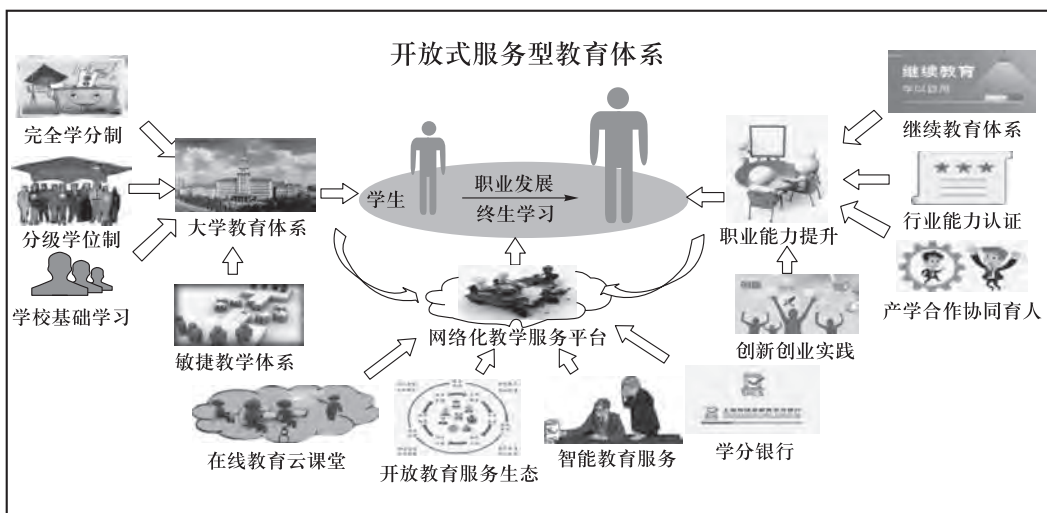 开放式服务型教育体系
继续教育
学以致用
完全学分制
继续教育体系
学生
职业发展
终生学习
分级学位制
大学教育体系
职业能力提升
行业能力认证
学校基础学习
产学合作协同育人
敏捷教学体系
网络化教学服务平台
创新创业实践
在线教育云课堂
开放教育服务生态
智能教育服务
学分银行